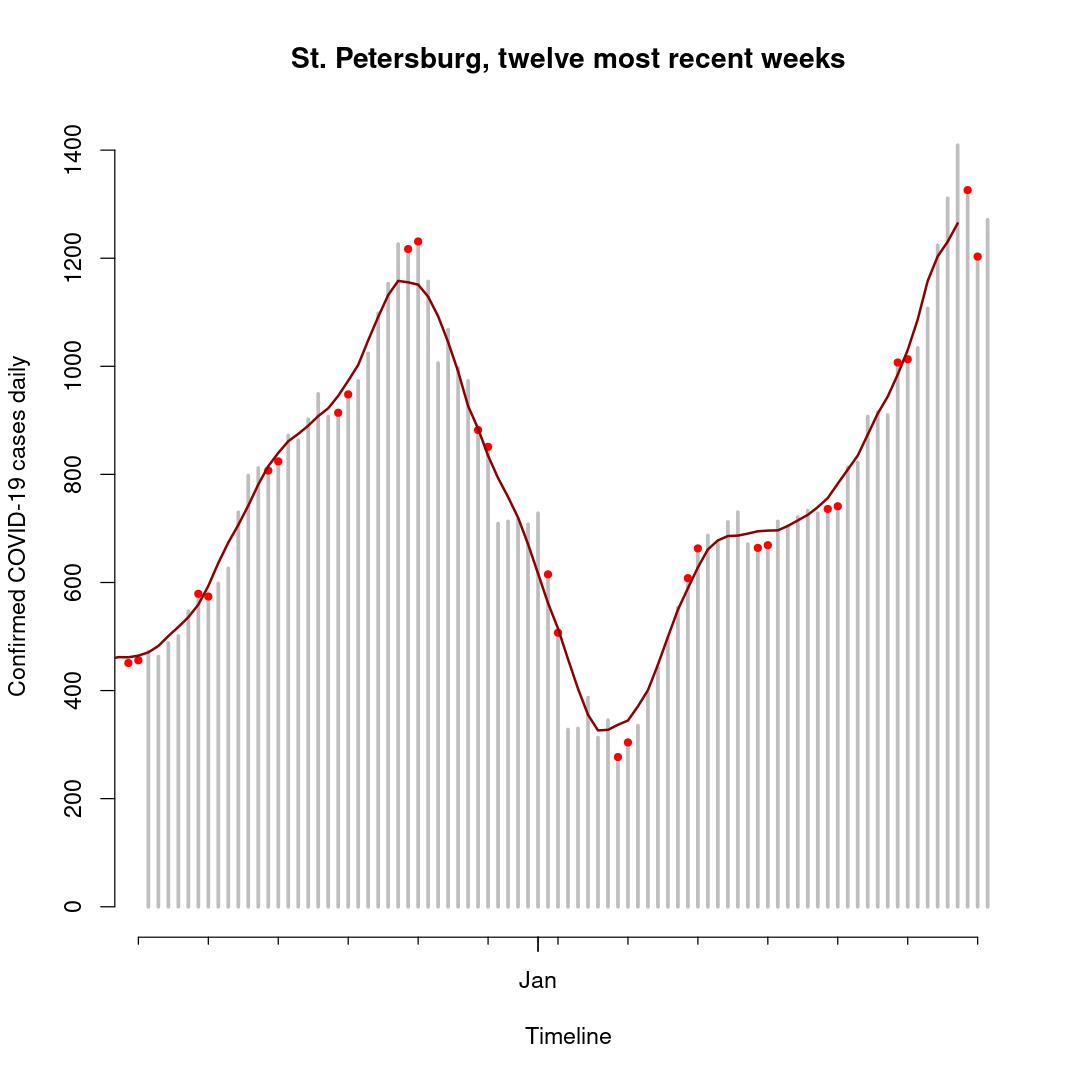 St. Petersburg, twelve most recent weeks
Confirmed COVID-19 cases daily
1400
1200
1000
800
600
400
200
0
Jan
Timeline